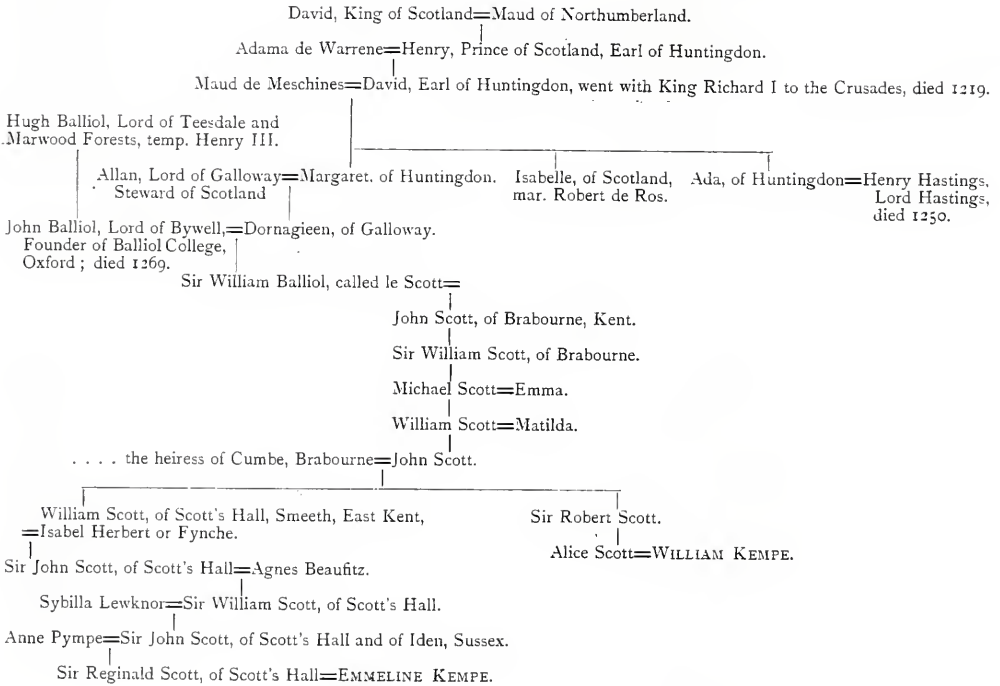 David, King of Scotland=Maud of Northumberland.
Adama de Warrene=Henry, Prince of Scotland, Earl of Huntingdon.
Maud de Meschines=David, Earl of Huntingdon, went with King Richard I to the Crusades, died 1219.
Hugh Balliol, Lord of Teesdale and
Marwood Forests, temp. Henry III.
Allan, Lord of Galloway=Margaret. of Huntingdon.
Steward of Scotland
Isabelle, of Scotland,
mar. Robert de Ros.
Ada, of Huntingdon=Henry Hastings,
Lord Hastings,
died 1250.
John Balliol, Lord of Bywell,=Dornagieen, of Galloway.
Founder of Balliol College,
Oxford ; died 1269.
Sir William Balliol, called le Scott=
John Scott, of Brabourne, Kent.
Sir William Scott, of Brabourne.
Michael Scott=Emma.
William Scott=Matilda.
. . . . the heiress of Cumbe, Brabourne=John Scott.
William Scott, of Scott's Hall, Smeeth, East Kent,
=Isabel Herbert or Fynche.
Sir Robert Scott.
Alice Scott=WILLIAM KEMPE.
Sir John Scott, of Scott's Hall=Agnes Beaufitz.
Sybilla Lewknor=Sir William Scott, of Scott's Hall.
Anne Pympe=Sir John Scott, of Scott's Hall and of Iden, Sussex.
Sir Reginald Scott, of Scott's Hall=EMMELINE KEMPE.